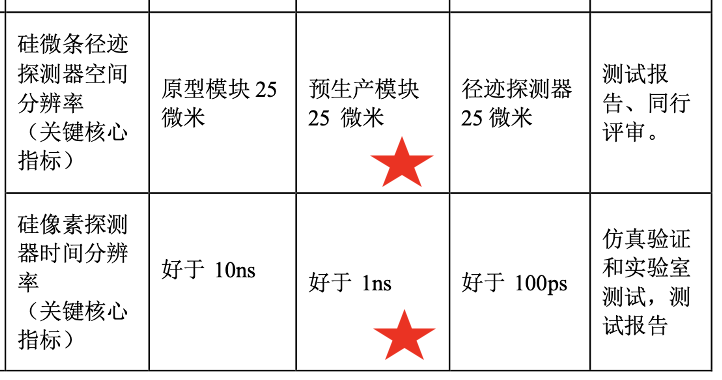 硅微条径迹
探测器空间
分辨率
（关键核心
指标）
原型模块 25
微米
预生产模块
25 微米
径迹探测器
25 微米
测试报
告、同行
评审。
硅像素探测
器时间分辨
率
（关键核心
指标）
好于 10ns
好于 1ns
好于 100ps
仿真验证
和实验室
测试，测
试报告